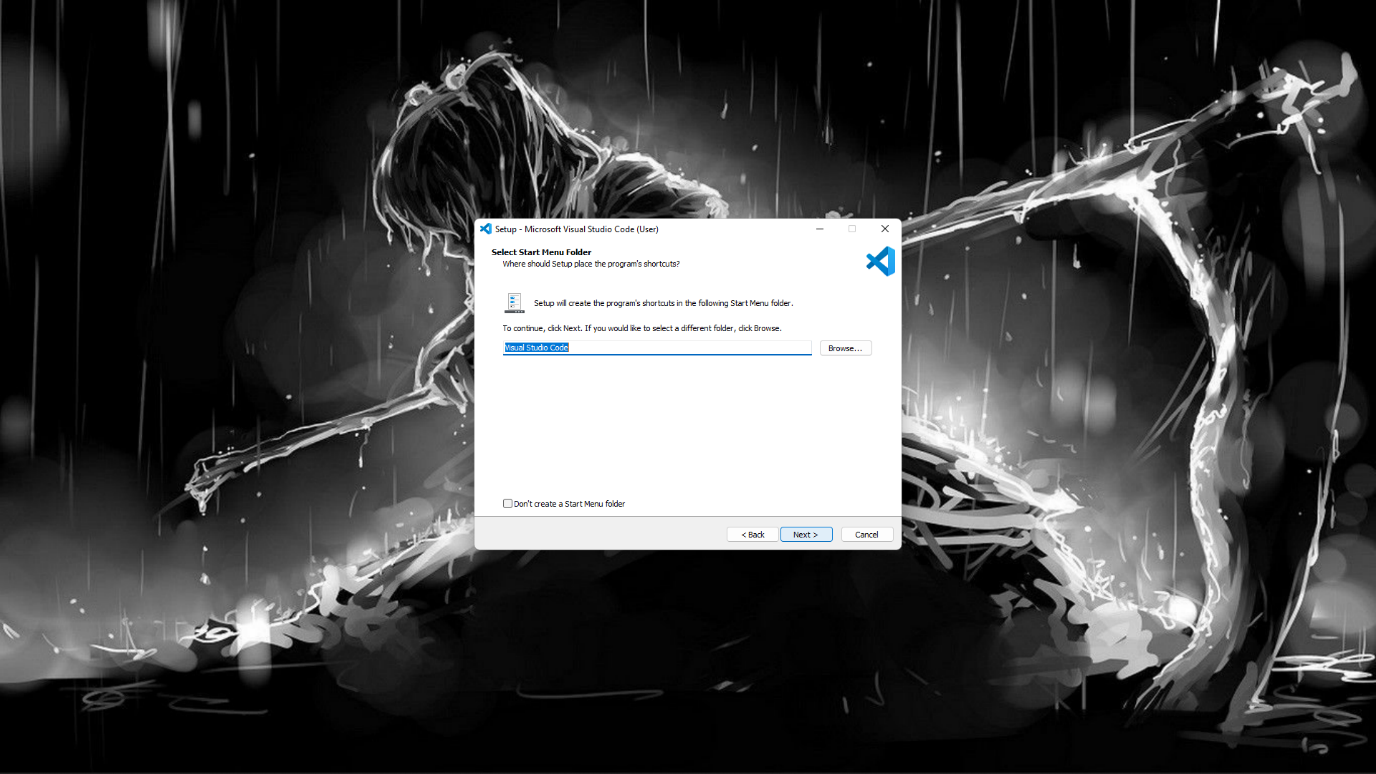 Setup - Microsoft Visual Studio Code (User)
Select Start Menu Folder
Where should Setup place the program's shortcuts?
Setup will create the program's shortcuts in the following Start Menu folder.
To continue, click Next. If you would like to select a different folder, click Browse.
Visual Studio Code
Browse...
Don't create a Start Menu folder
< Back
Next >
Cancel